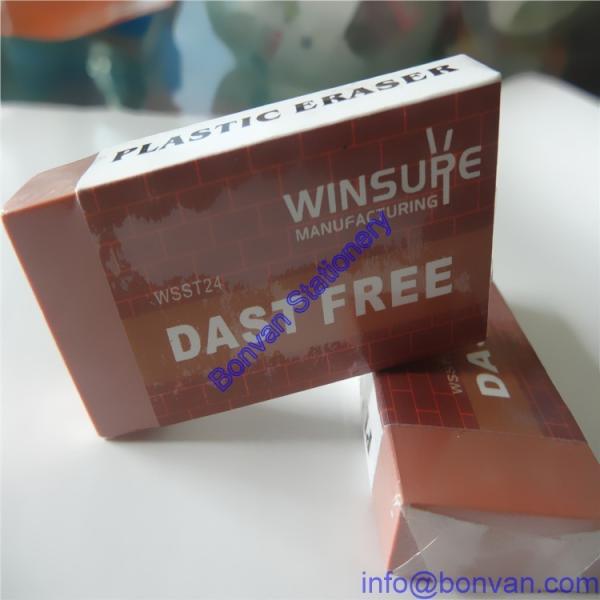 PLASTIC ERASER
WINSURE
MANUFACTURING
WSST24
DAST FREE
Bonvan Stationery
DA
WSS
info@bonvan.com